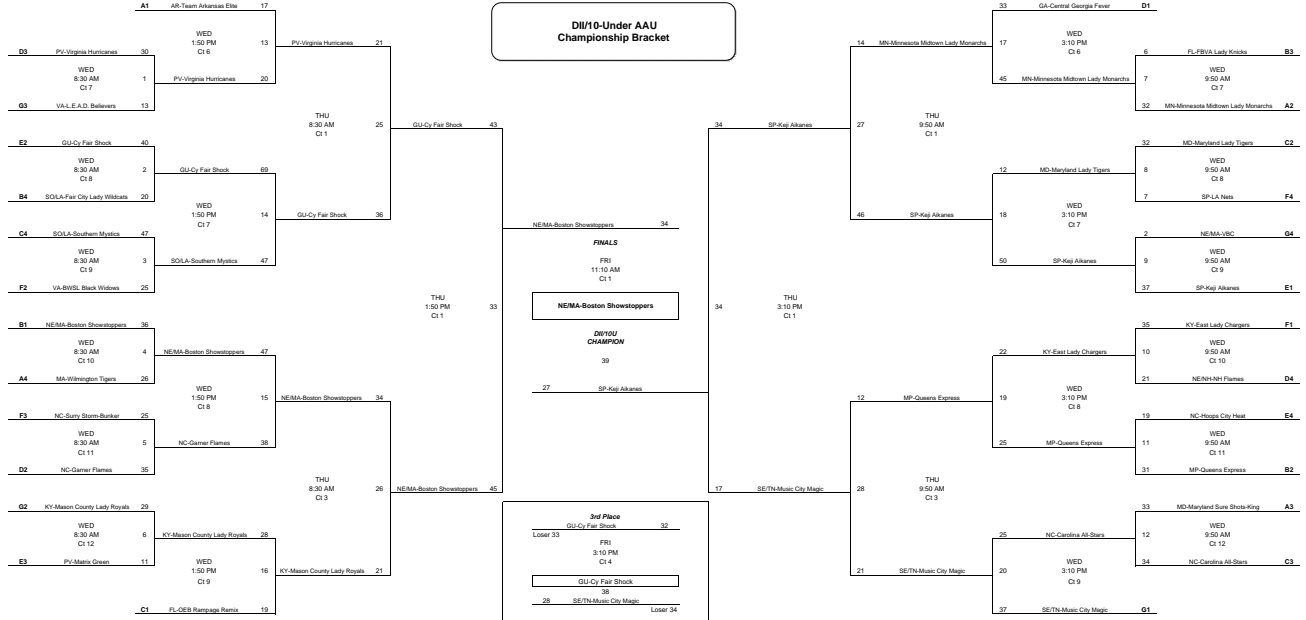 DII/10-Under AAU
Championship Bracket
A1 AR-Team Arkansas Elite 17
WED
1:50 PM 13
Ct 6
PV-Virginia Hurricanes 21
D3 PV-Virginia Hurricanes 30
WED
8:30 AM 1
Ct 7
PV-Virginia Hurricanes 20
G3 VA-L.E.A.D. Believers 13
THU
8:30 AM 25
Ct 1
GU-Cy Fair Shock 43
E2 GU-Cy Fair Shock 40
WED
8:30 AM 2
Ct 8
GU-Cy Fair Shock 69
B4 SO/LA-Fair City Lady Wildcats 20
WED
1:50 PM 14
Ct 7
GU-Cy Fair Shock 36
C4 SO/LA-Southern Mystics 47
WED
8:30 AM 3
Ct 9
SO/LA-Southern Mystics 47
F2 VA-BWSL Black Widows 25
THU
1:50 PM 33
Ct 1
B1 NE/MA-Boston Showstoppers 36
WED
8:30 AM 4
Ct 10
NE/MA-Boston Showstoppers 47
A4 MA-Wilmington Tigers 26
WED
1:50 PM 15
Ct 8
NE/MA-Boston Showstoppers 34
F3 NC-Surry Storm-Bunker 25
WED
8:30 AM 5
Ct 11
NC-Garner Flames 38
D2 NC-Garner Flames 35
THU
8:30 AM 26
Ct 3
NE/MA-Boston Showstoppers 45
G2 KY-Mason County Lady Royals 29
WED
8:30 AM 6
Ct 12
KY-Mason County Lady Royals 28
E3 PV-Matrix Green 11
WED
1:50 PM 16
Ct 9
KY-Mason County Lady Royals 21
C1 FL-OEB Rampage Remix 19
NE/MA-Boston Showstoppers 34
FINALS
FRI
11:10 AM
Ct 1
NE/MA-Boston Showstoppers
DII/10U
CHAMPION
39
27 SP-Keji Aikanes
3rd Place
GU-Cy Fair Shock 32
Loser 33
FRI
3:10 PM
Ct 4
GU-Cy Fair Shock
38
28 SE/TN-Music City Magic
Loser 34
33 GA-Central Georgia Fever D1
WED
17 3:10 PM
Ct 6
14 MN-Minnesota Midtown Lady Monarchs
6 FL-FBVA Lady Knicks B3
WED
7 9:50 AM
Ct 7
45 MN-Minnesota Midtown Lady Monarchs
32 MN-Minnesota Midtown Lady Monarchs A2
THU
27 9:50 AM
Ct 1
34 SP-Keji Aikanes
32 MD-Maryland Lady Tigers C2
WED
8 9:50 AM
Ct 8
12 MD-Maryland Lady Tigers
7 SP-LA Nets F4
WED
18 3:10 PM
Ct 7
46 SP-Keji Aikanes
2 NE/MA-VBC G4
WED
9 9:50 AM
Ct 9
50 SP-Keji Aikanes
37 SP-Keji Aikanes E1
THU
34 3:10 PM
Ct 1
35 KY-East Lady Chargers F1
WED
10 9:50 AM
Ct 10
22 KY-East Lady Chargers
21 NE/NH-NH Flames D4
WED
19 3:10 PM
Ct 8
12 MP-Queens Express
19 NC-Hoops City Heat E4
WED
11 9:50 AM
Ct 11
25 MP-Queens Express
31 MP-Queens Express B2
THU
28 9:50 AM
Ct 3
17 SE/TN-Music City Magic
33 MD-Maryland Sure Shots-King A3
WED
12 9:50 AM
Ct 12
25 NC-Carolina All-Stars
34 NC-Carolina All-Stars C3
WED
20 3:10 PM
Ct 9
21 SE/TN-Music City Magic
37 SE/TN-Music City Magic G1